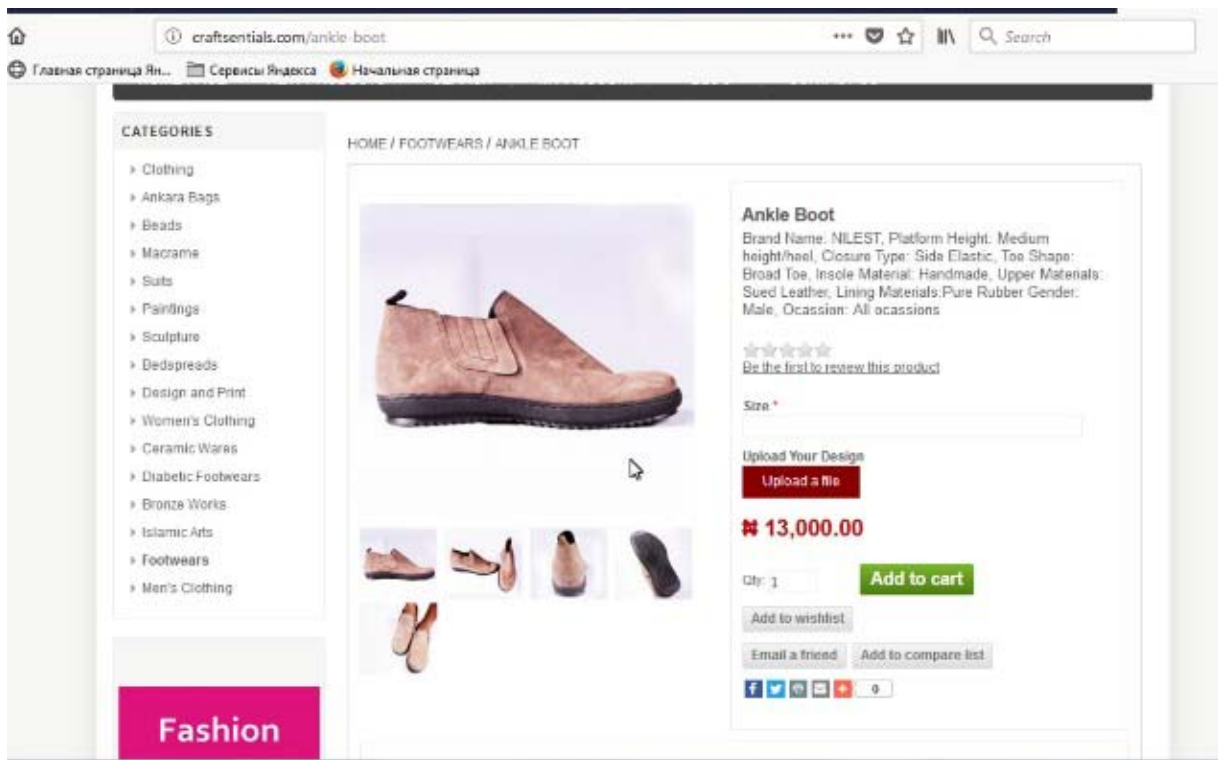 craftsentials.com/ankle-boot
Search
Главная страница Ян...
Сервисы Яндекса
Начальная страница
CATEGORIES
Clothing
Ankara Bags
Beads
Macrame
Suits
Paintings
Sculpture
Bedspreads
Design and Print
Women's Clothing
Ceramic Wares
Diabetic Footwears
Bronze Works
Islamic Arts
Footwears
Men's Clothing
Fashion
HOME / FOOTWEARS / ANKLE BOOT
Ankle Boot
Brand Name: NILEST, Platform Height: Medium
height/heel, Closure Type: Side Elastic, Toe Shape:
Broad Toe, Insole Material: Handmade, Upper Materials:
Sued Leather, Lining Materials:Pure Rubber Gender:
Male, Ocassion: All ocassions
Be the first to review this product
Size *
Upload Your Design
Upload a file
₦ 13,000.00
Qty: 1
Add to cart
Add to wishlist
Email a friend
Add to compare list
0